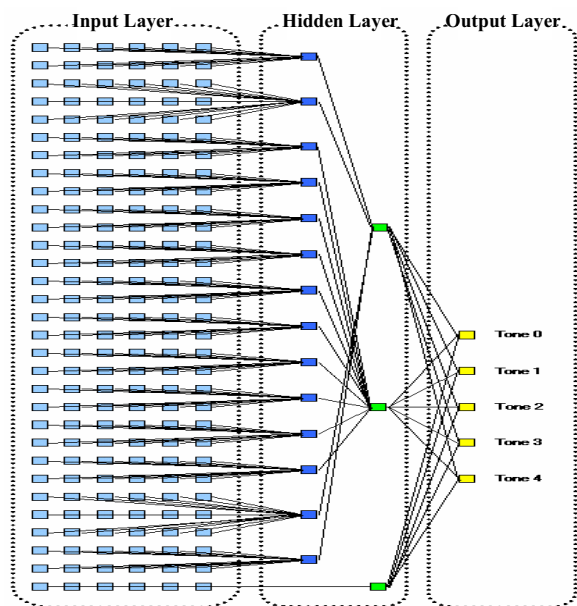 Input Layer Hidden Layer Output Layer
Tone 0
Tone 1
Tone 2
Tone 3
Tone 4